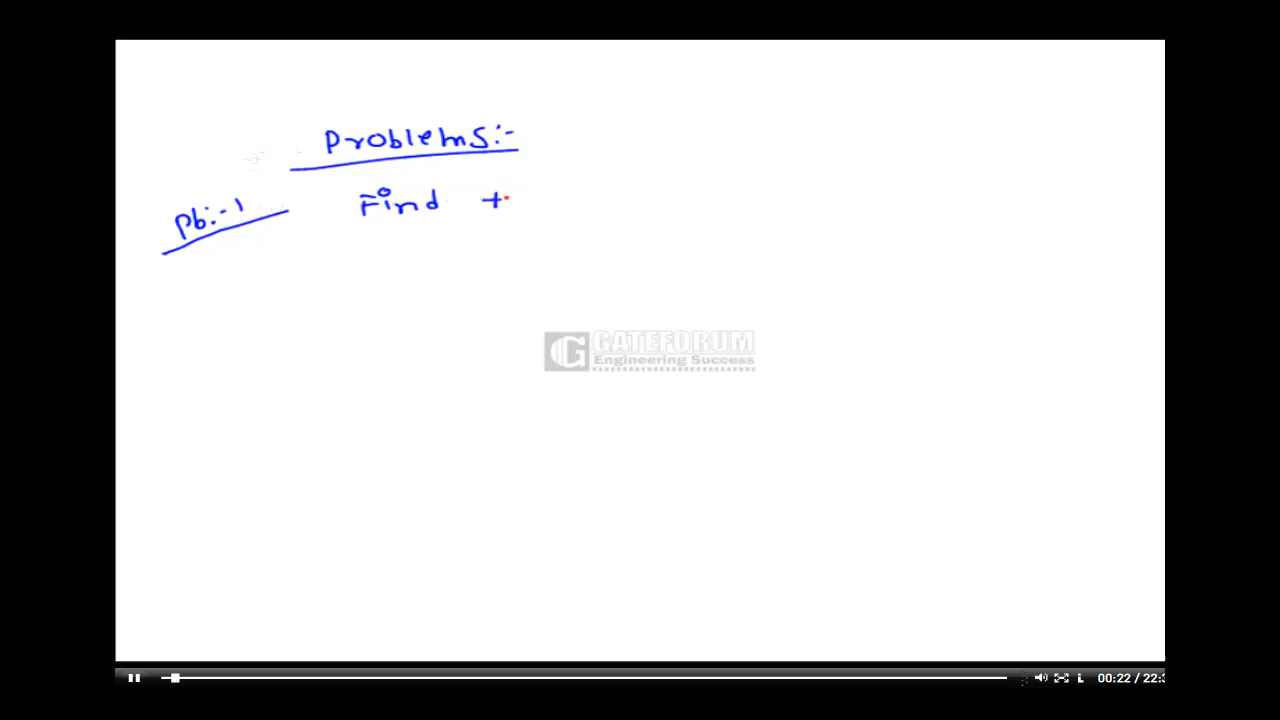 Problems:-
Pb:-1 Find t
GATEFORUM
Engineering Success
00:22 / 22:3